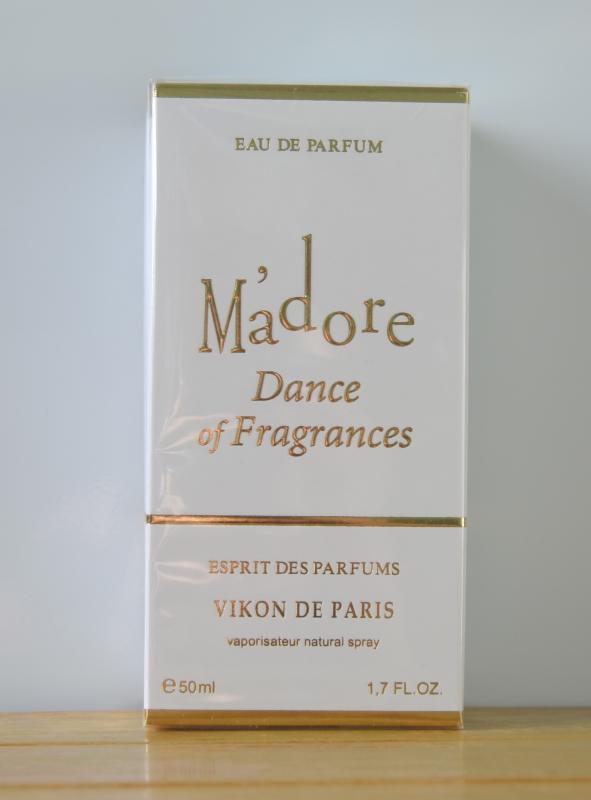 EAU DE PARFUM
M'adore
Dance
of Fragrances
ESPRIT DES PARFUMS
VIKON DE PARIS
vaporisateur natural spray
℮ 50ml 1,7 FL.OZ.